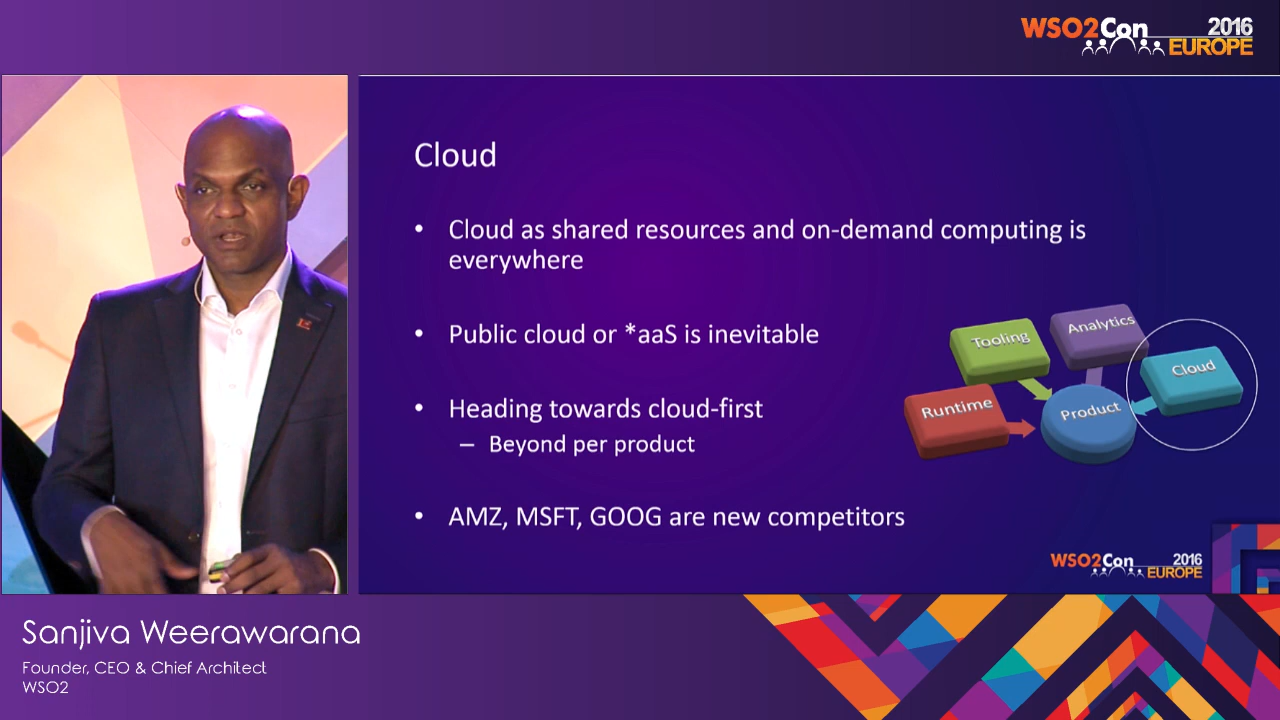 WSO2Con 2016
EUROPE
Cloud
• Cloud as shared resources and on-demand computing is
everywhere
• Public cloud or *aaS is inevitable
• Heading towards cloud-first
– Beyond per product
• AMZ, MSFT, GOOG are new competitors
Tooling
Analytics
Cloud
Runtime
Product
WSO2Con 2016
EUROPE
Sanjiva Weerawarana
Founder, CEO & Chief Architect
WSO2